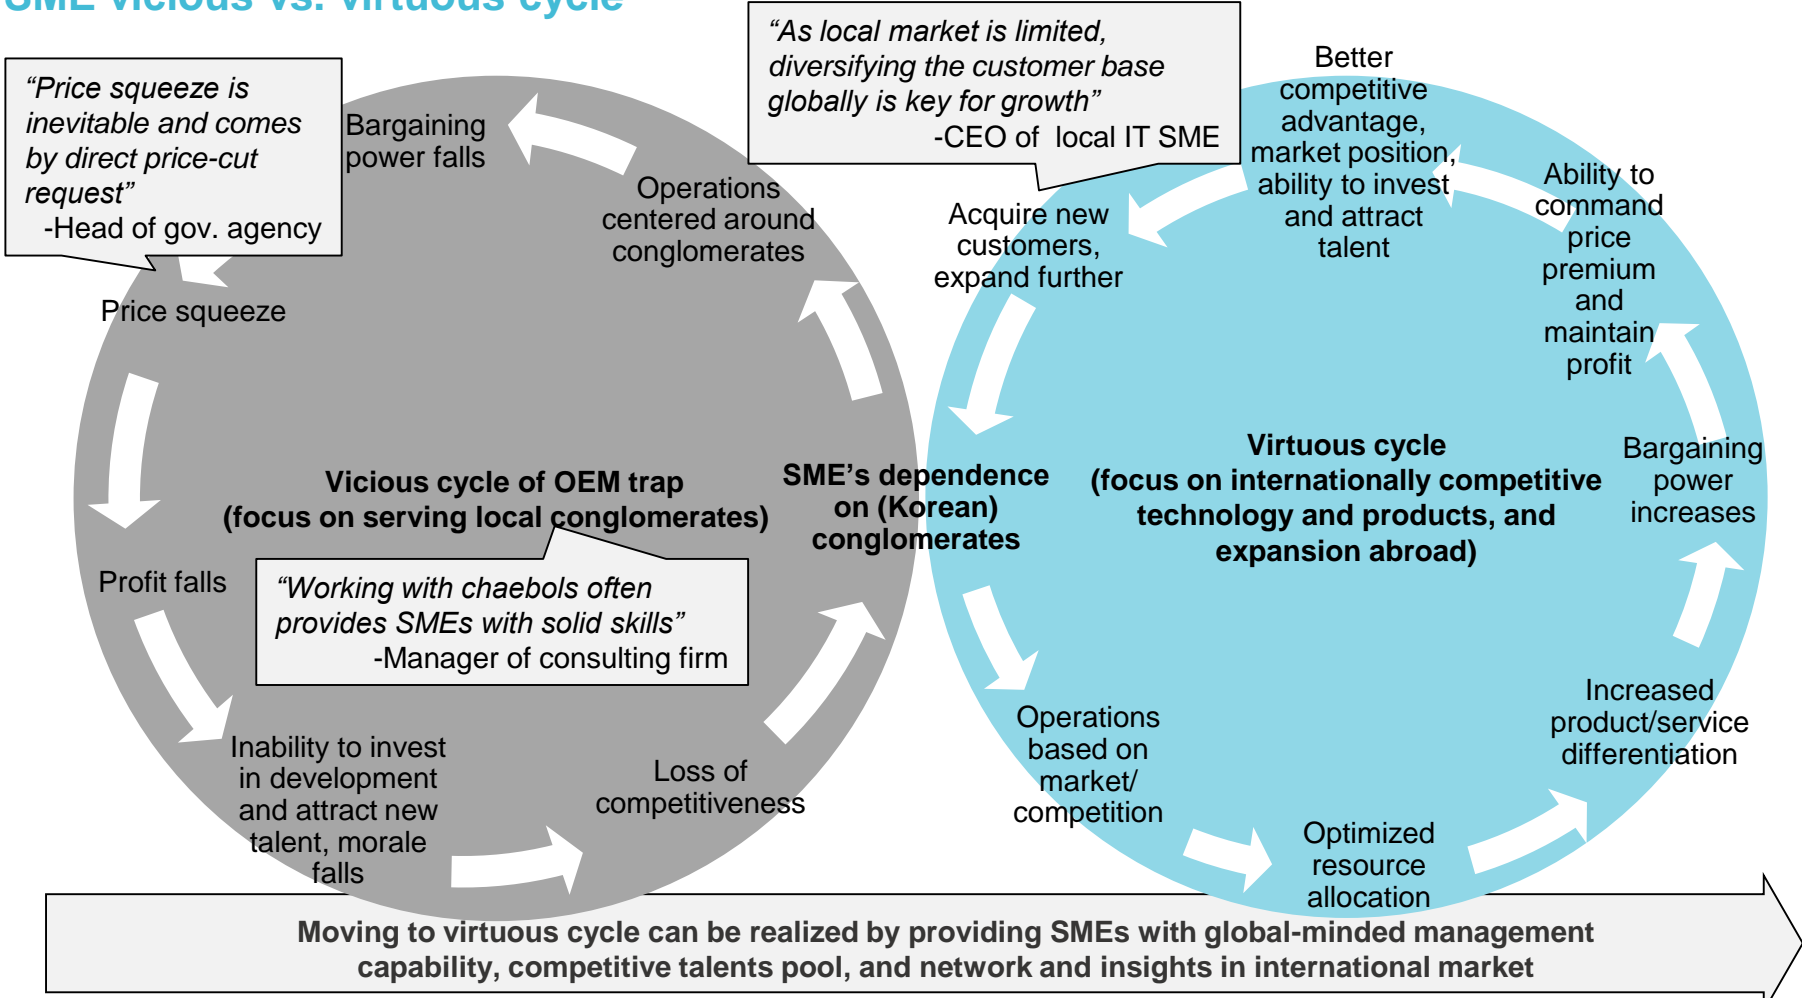 SME vicious vs. virtuous cycle
“Price squeeze is
inevitable and comes
by direct price-cut
request”
-Head of gov. agency
“As local market is limited,
diversifying the customer base
globally is key for growth”
-CEO of local IT SME
Bargaining
power falls
Operations
centered around
conglomerates
Price squeeze
Profit falls
Inability to invest
in development
and attract new
talent, morale
falls
Loss of
competitiveness
Vicious cycle of OEM trap
(focus on serving local conglomerates)
“Working with chaebols often
provides SMEs with solid skills”
-Manager of consulting firm
SME’s dependence
on (Korean)
conglomerates
Better
competitive
advantage,
market position,
ability to invest
and attract
talent
Acquire new
customers,
expand further
Ability to
command
price
premium
and
maintain
profit
Virtuous cycle
(focus on internationally competitive
technology and products, and
expansion abroad)
Bargaining
power
increases
Increased
product/service
differentiation
Operations
based on
market/
competition
Optimized
resource
allocation
Moving to virtuous cycle can be realized by providing SMEs with global-minded management
capability, competitive talents pool, and network and insights in international market